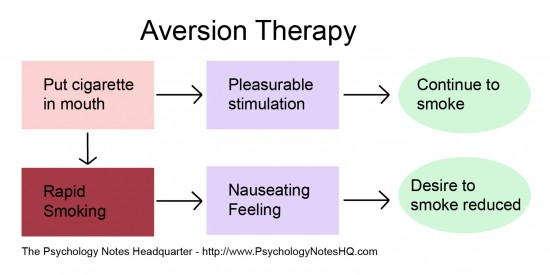 Aversion Therapy
Put cigarette
in mouth
Pleasurable
stimulation
Continue to
smoke
Rapid
Smoking
Nauseating
Feeling
Desire to
smoke reduced
The Psychology Notes Headquarter - http://www.PsychologyNotesHQ.com